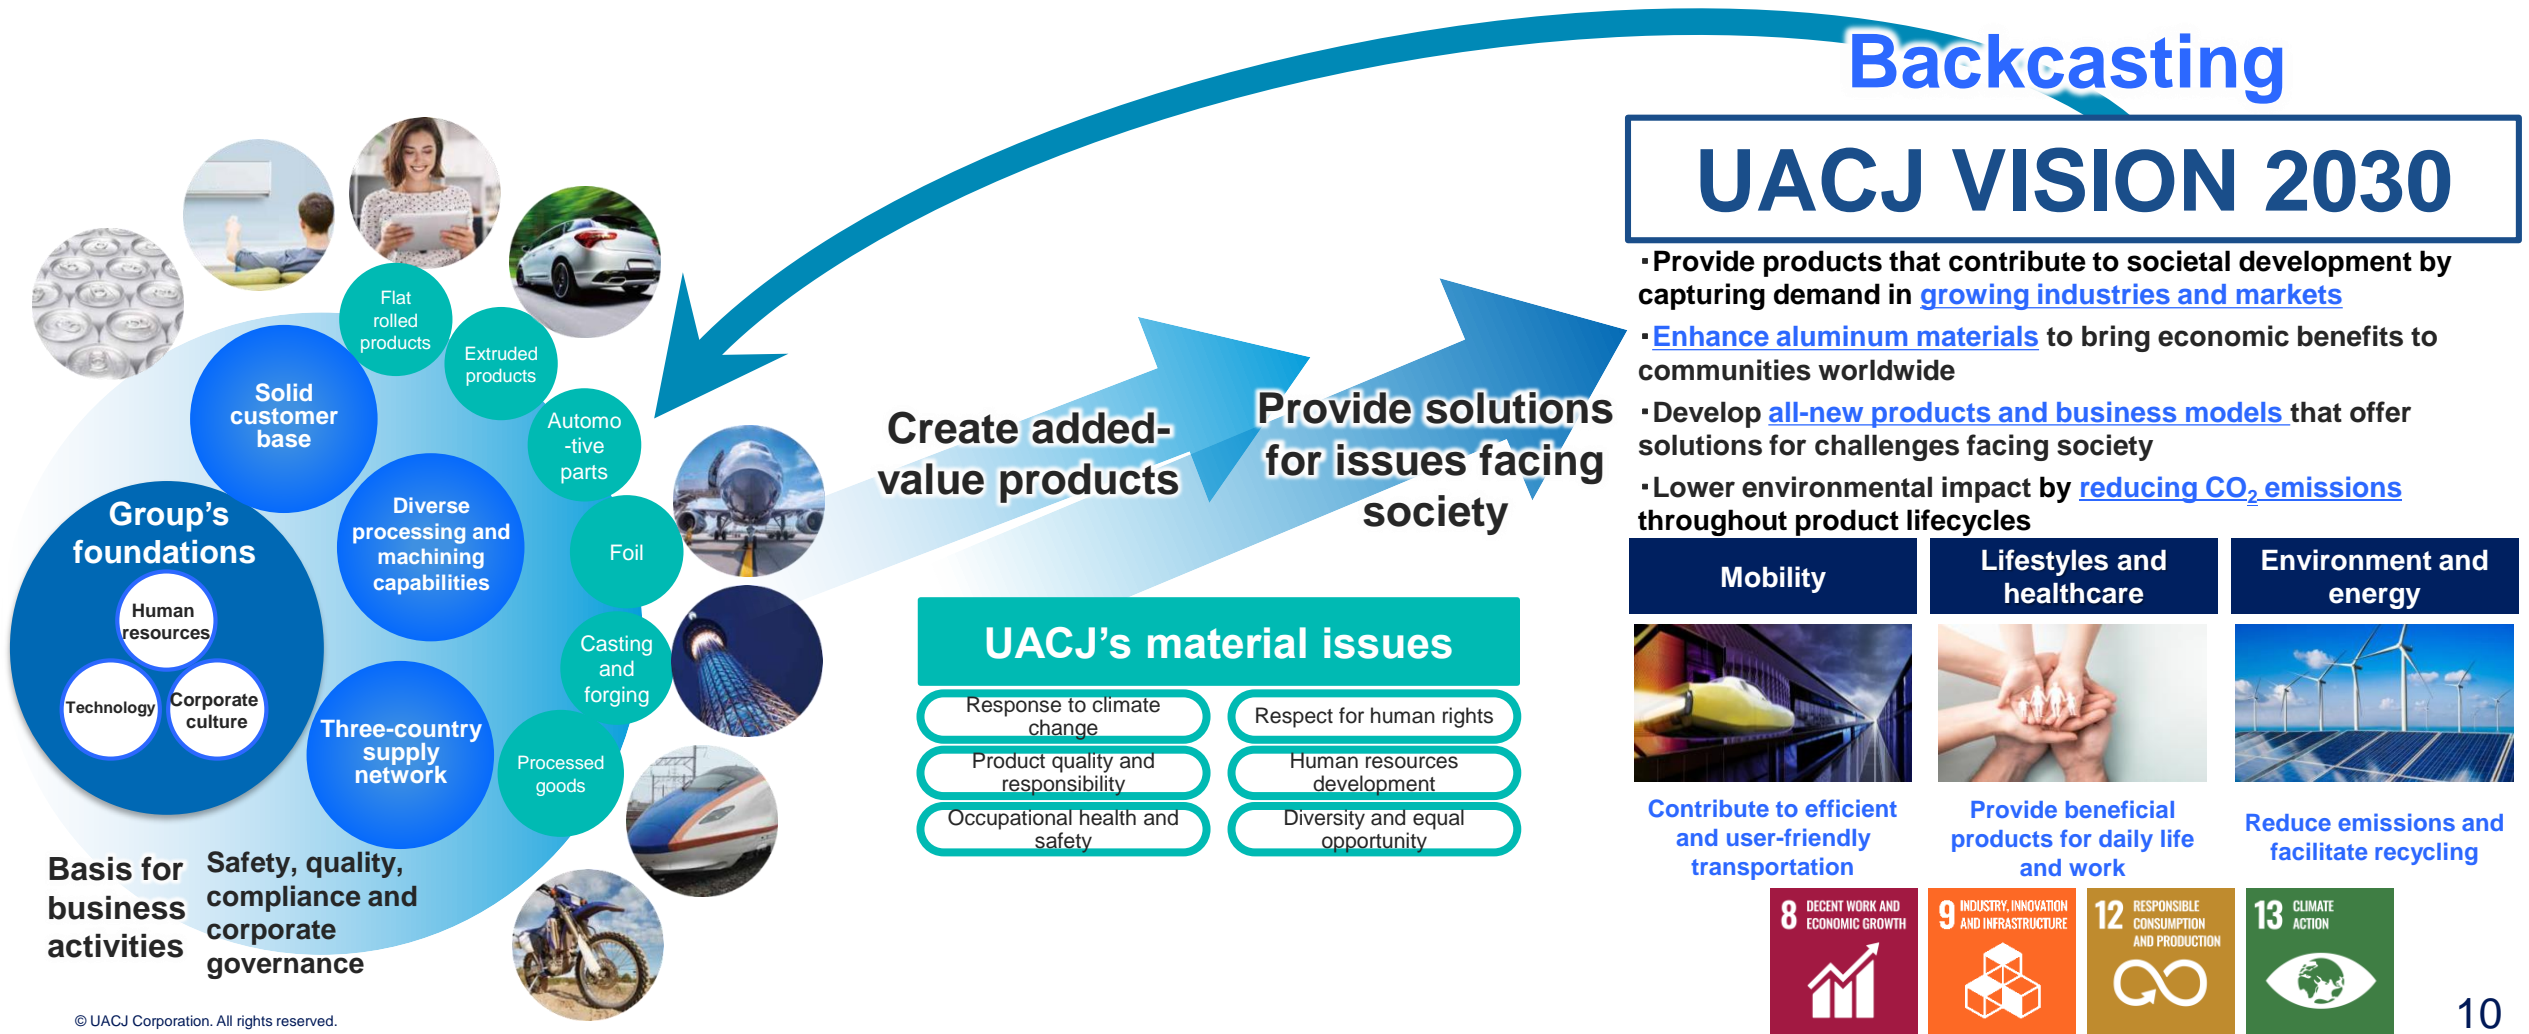 Backcasting
UACJ VISION 2030
・Provide products that contribute to societal development by
capturing demand in growing industries and markets
・Enhance aluminum materials to bring economic benefits to
communities worldwide
・Develop all-new products and business models that offer
solutions for challenges facing society
・Lower environmental impact by reducing CO₂ emissions
throughout product lifecycles
Flat
rolled
products
Extruded
products
Automo
-tive
parts
Foil
Casting
and
forging
Processed
goods
Solid
customer
base
Diverse
processing and
machining
capabilities
Three-country
supply
network
Group's
foundations
Human
resources
Technology
Corporate
culture
Basis for
business
activities
Safety, quality,
compliance and
corporate
governance
Create added-
value products
Provide solutions
for issues facing
society
UACJ's material issues
Response to climate
change
Respect for human rights
Product quality and
responsibility
Human resources
development
Occupational health and
safety
Diversity and equal
opportunity
Mobility
Lifestyles and
healthcare
Environment and
energy
Contribute to efficient
and user-friendly
transportation
Provide beneficial
products for daily life
and work
Reduce emissions and
facilitate recycling
8 DECENT WORK AND
ECONOMIC GROWTH
9 INDUSTRY, INNOVATION
AND INFRASTRUCTURE
12 RESPONSIBLE
CONSUMPTION
AND PRODUCTION
13 CLIMATE
ACTION
© UACJ Corporation. All rights reserved.
10